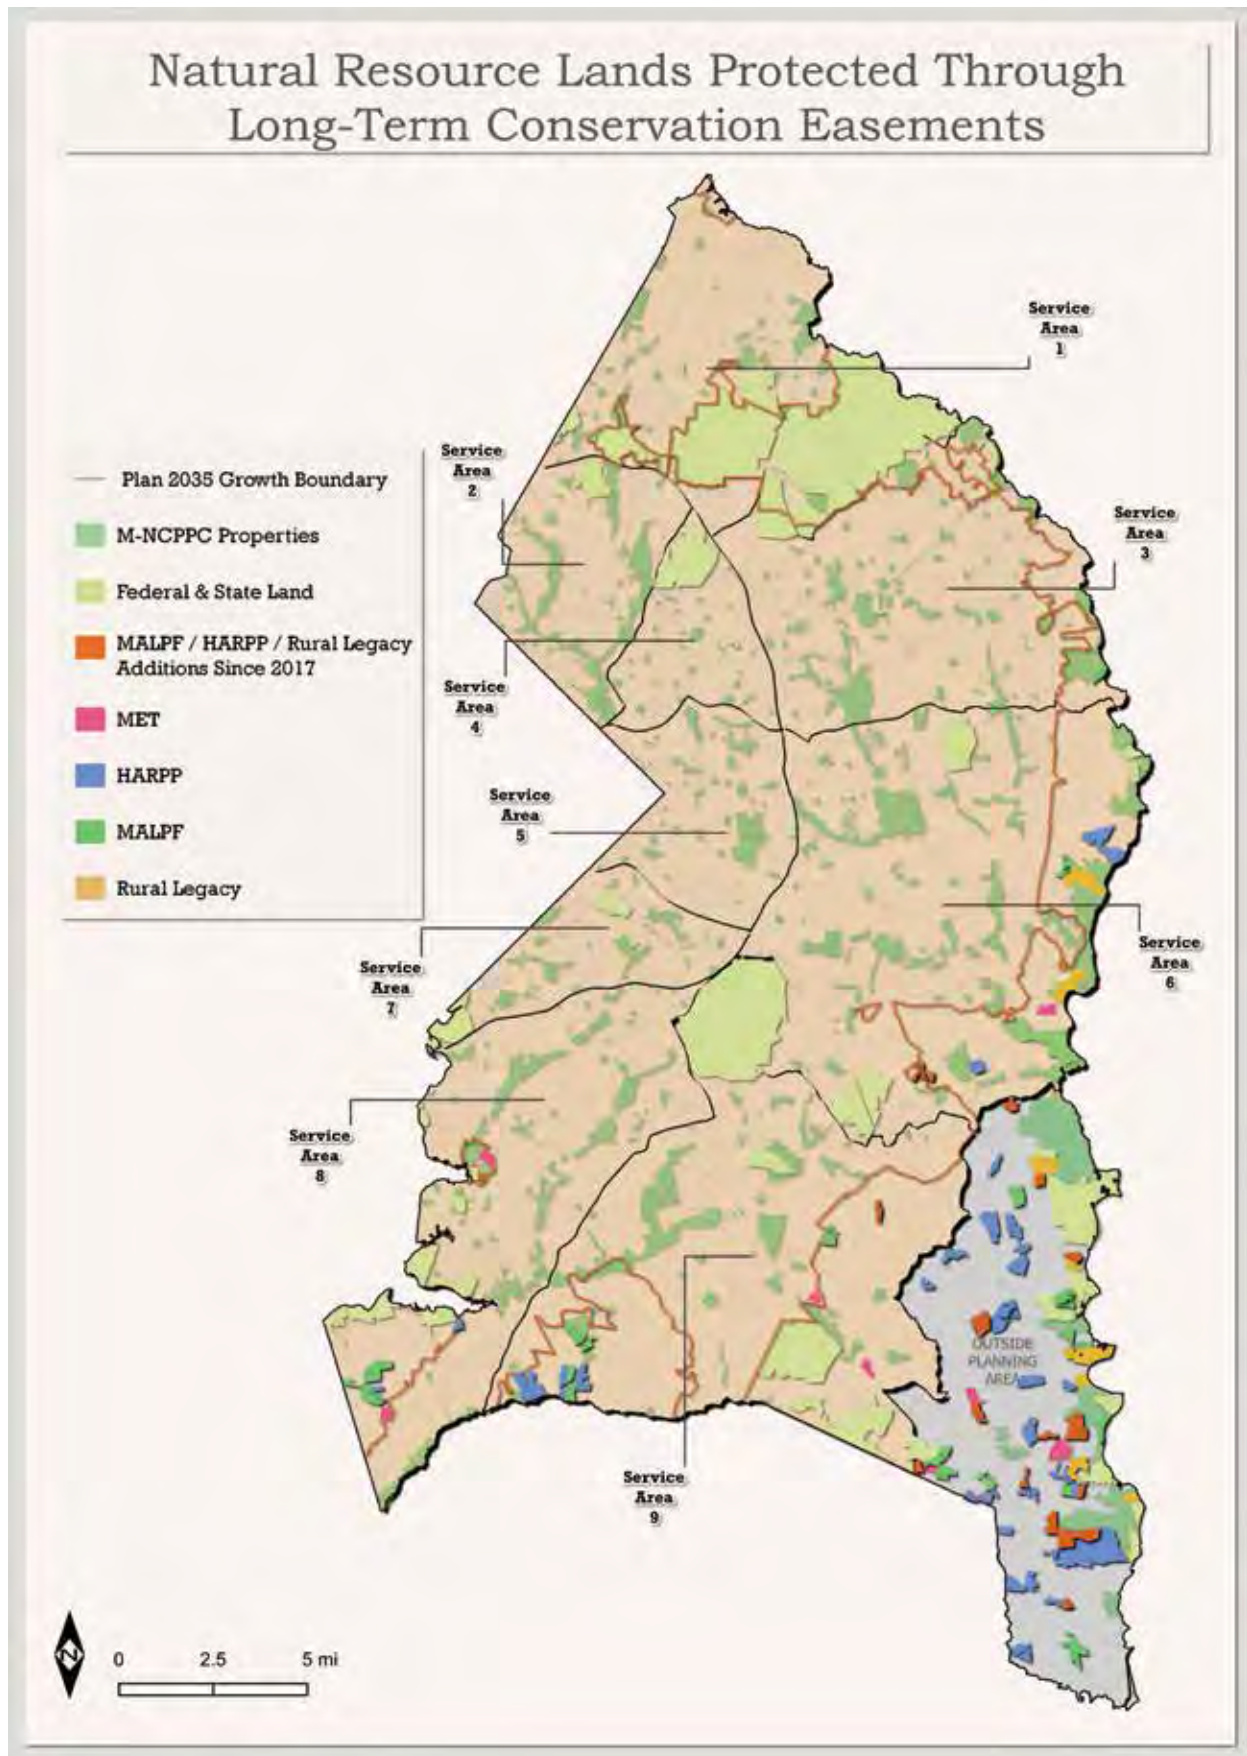 Natural Resource Lands Protected Through
Long-Term Conservation Easements
Service
Area
1
Service
Area
2
Plan 2035 Growth Boundary
M-NCPPC Properties
Federal & State Land
MALPF / HARPP / Rural Legacy
Additions Since 2017
MET
HARPP
MALPF
Rural Legacy
Service
Area
3
Service
Area
4
Service
Area
5
Service
Area
6
Service
Area
7
Service
Area
8
OUTSIDE
PLANNING
AREA
Service
Area
9
N
0 2.5 5 mi